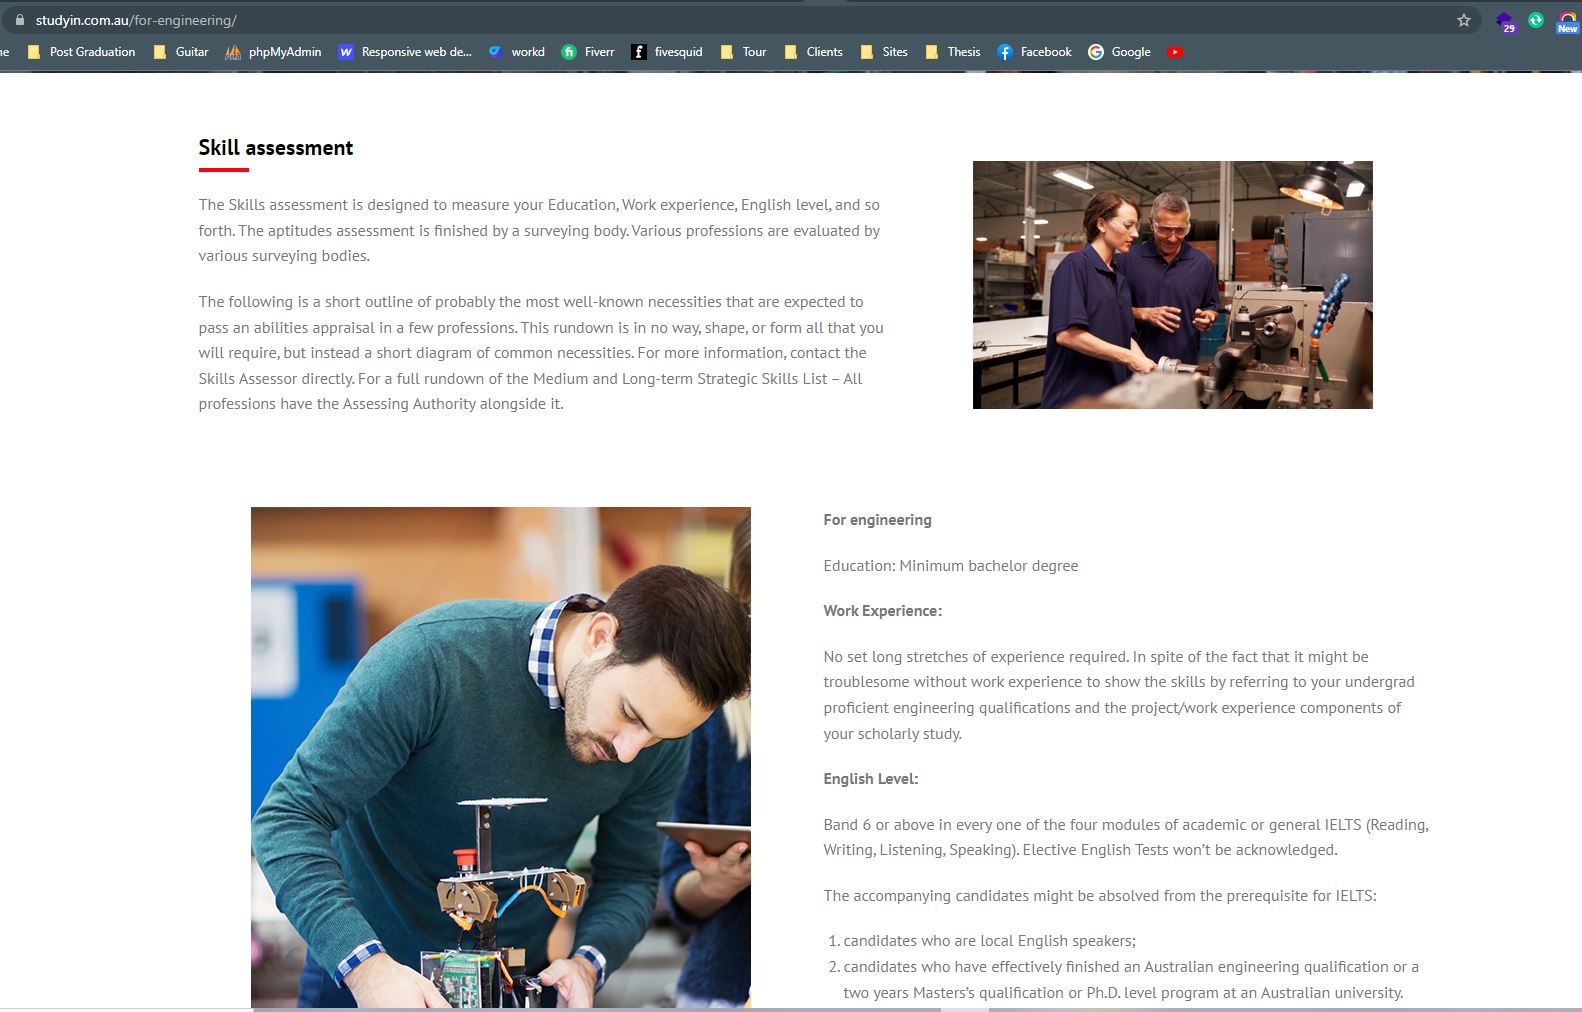 studyin.com.au/for-engineering/
29
New
ne
Post Graduation
Guitar
phpMyAdmin
Responsive web de...
workd
Fiverr
fivesquid
Tour
Clients
Sites
Thesis
Facebook
Google
Skill assessment
The Skills assessment is designed to measure your Education, Work experience, English level, and so
forth. The aptitudes assessment is finished by a surveying body. Various professions are evaluated by
various surveying bodies.
The following is a short outline of probably the most well-known necessities that are expected to
pass an abilities appraisal in a few professions. This rundown is in no way, shape, or form all that you
will require, but instead a short diagram of common necessities. For more information, contact the
Skills Assessor directly. For a full rundown of the Medium and Long-term Strategic Skills List – All
professions have the Assessing Authority alongside it.
For engineering
Education: Minimum bachelor degree
Work Experience:
No set long stretches of experience required. In spite of the fact that it might be
troublesome without work experience to show the skills by referring to your undergrad
proficient engineering qualifications and the project/work experience components of
your scholarly study.
English Level:
Band 6 or above in every one of the four modules of academic or general IELTS (Reading,
Writing, Listening, Speaking). Elective English Tests won't be acknowledged.
The accompanying candidates might be absolved from the prerequisite for IELTS:
1. candidates who are local English speakers;
2. candidates who have effectively finished an Australian engineering qualification or a
two years Masters's qualification or Ph.D. level program at an Australian university.